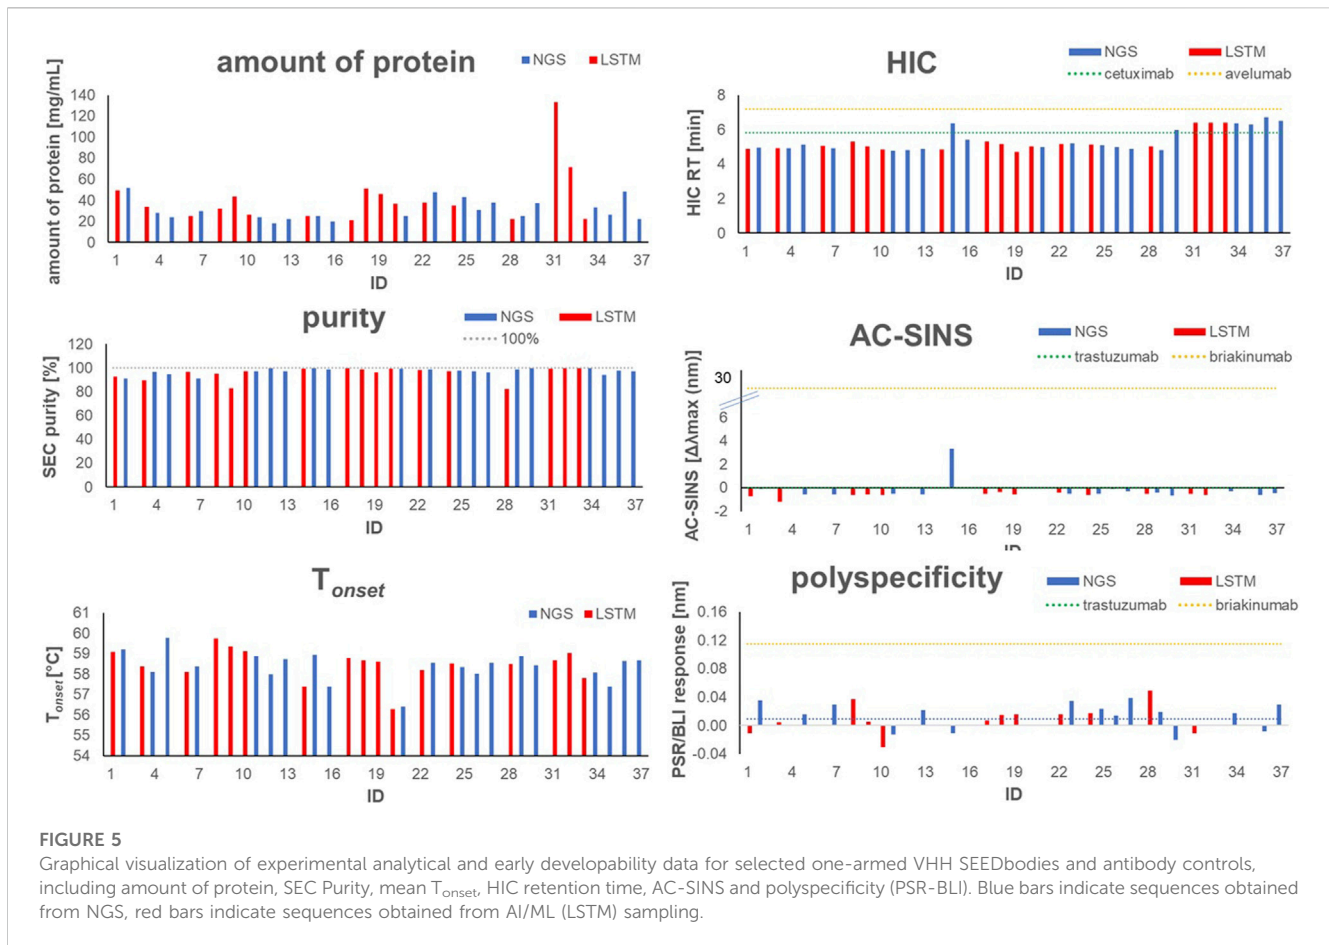 amount of protein
NGS LSTM
amount of protein [mg/mL]
140
120
100
80
60
40
20
0
1 4 7 10 13 16 19 22 25 28 31 34 37
ID
HIC
NGS LSTM
cetuximab avelumab
HIC RT [min]
8
6
4
2
0
1 4 7 10 13 16 19 22 25 28 31 34 37
ID
purity
NGS LSTM
100%
SEC purity [%]
120
100
80
60
40
20
0
1 4 7 10 13 16 19 22 25 28 31 34 37
ID
AC-SINS
NGS LSTM
trastuzumab briakinumab
AC-SINS [Δλmax (nm)]
30
6
4
2
0
-2
1 4 7 10 13 16 19 22 25 28 31 34 37
ID
Tonset
NGS LSTM
Tonset [°C]
61
60
59
58
57
56
55
54
1 4 7 10 13 16 19 22 25 28 31 34 37
ID
polyspecificity
NGS LSTM
trastuzumab briakinumab
PSR/BLI response [nm]
0.16
0.12
0.08
0.04
0.00
-0.04
1 4 7 10 13 16 19 22 25 28 31 34 37
ID
FIGURE 5
Graphical visualization of experimental analytical and early developability data for selected one-armed VHH SEEDbodies and antibody controls,
including amount of protein, SEC Purity, mean Tonset, HIC retention time, AC-SINS and polyspecificity (PSR-BLI). Blue bars indicate sequences obtained
from NGS, red bars indicate sequences obtained from AI/ML (LSTM) sampling.